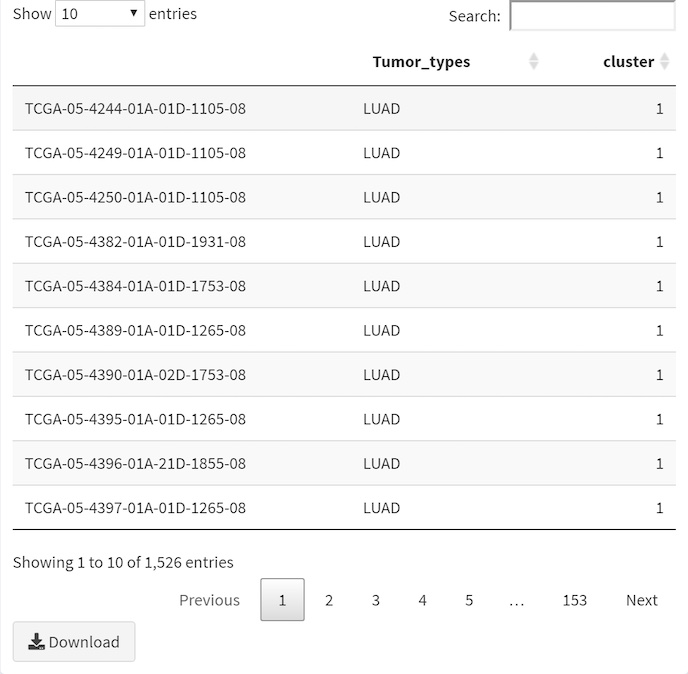 Show 10 entries Search:
Tumor_types cluster
TCGA-05-4244-01A-01D-1105-08 LUAD 1
TCGA-05-4249-01A-01D-1105-08 LUAD 1
TCGA-05-4250-01A-01D-1105-08 LUAD 1
TCGA-05-4382-01A-01D-1931-08 LUAD 1
TCGA-05-4384-01A-01D-1753-08 LUAD 1
TCGA-05-4389-01A-01D-1265-08 LUAD 1
TCGA-05-4390-01A-02D-1753-08 LUAD 1
TCGA-05-4395-01A-01D-1265-08 LUAD 1
TCGA-05-4396-01A-21D-1855-08 LUAD 1
TCGA-05-4397-01A-01D-1265-08 LUAD 1
Showing 1 to 10 of 1,526 entries
Previous 1 2 3 4 5 … 153 Next
Download